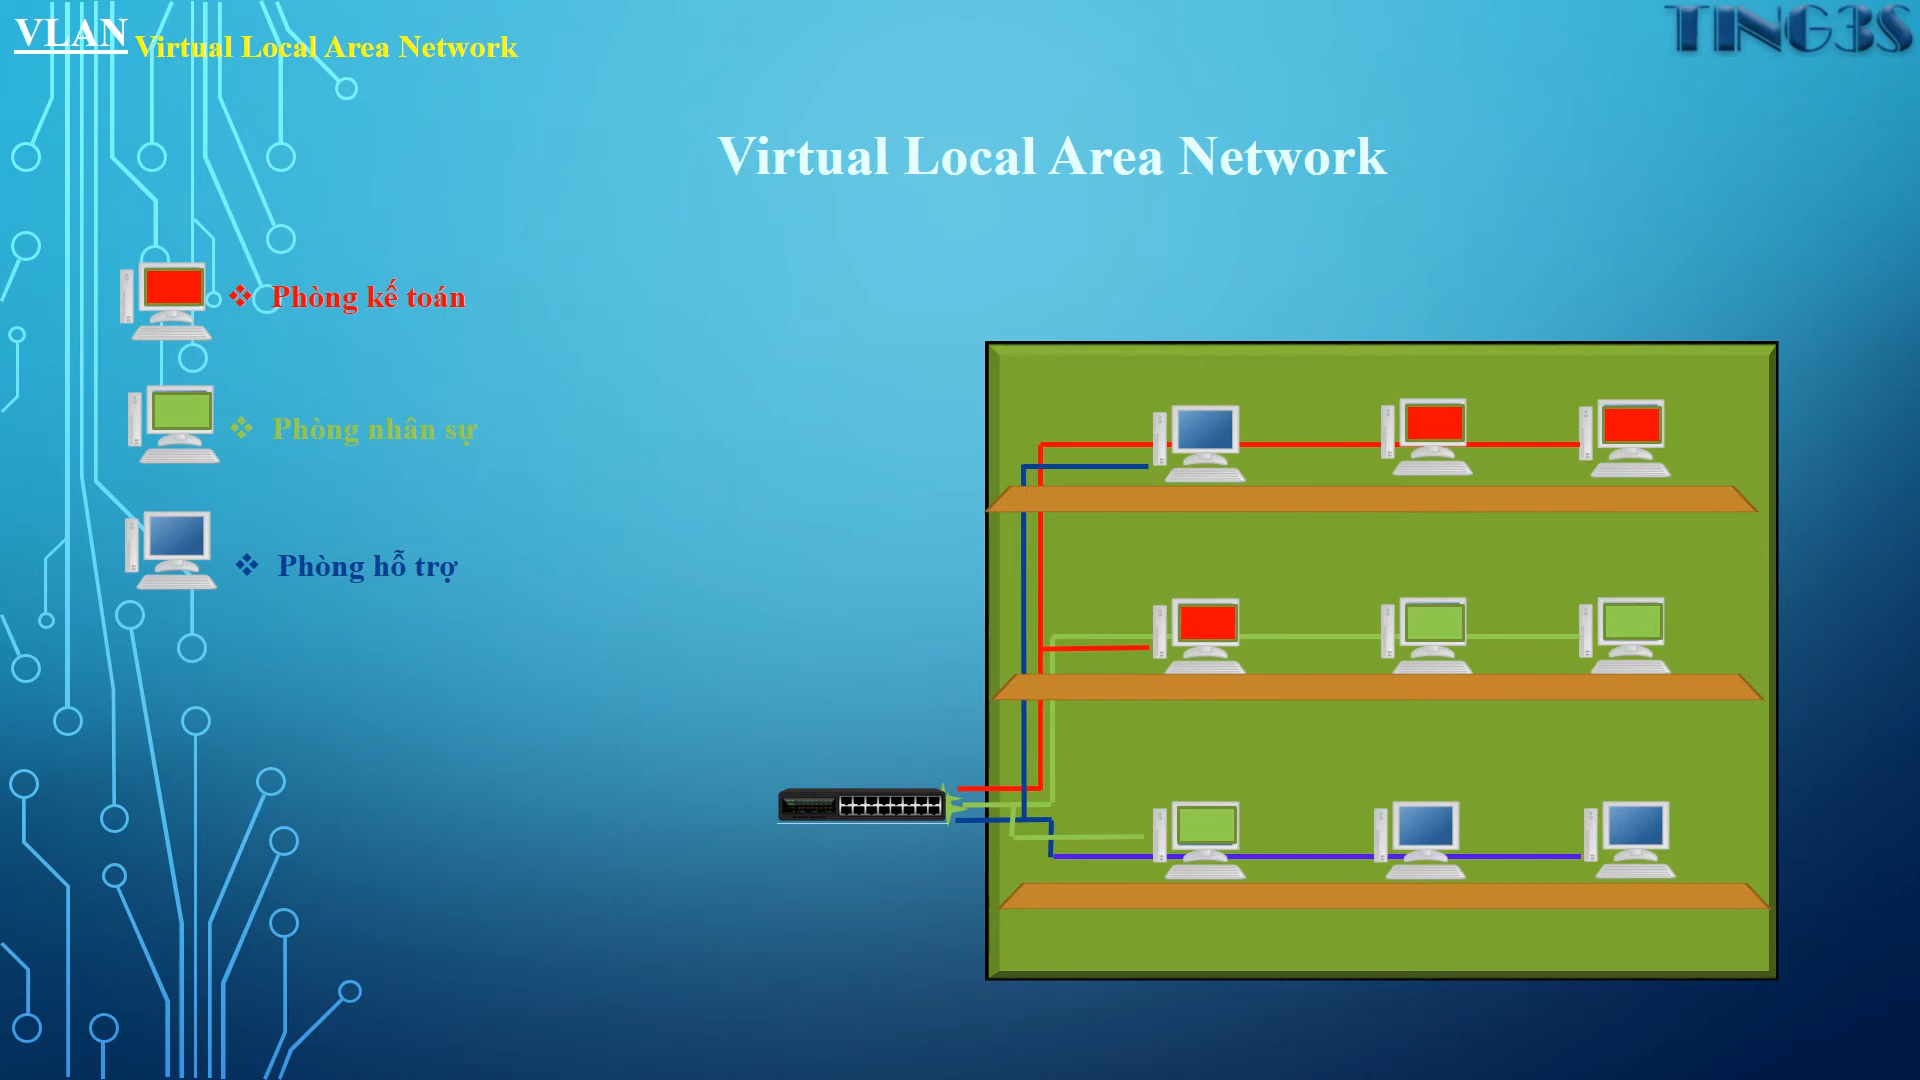 VLAN Virtual Local Area Network
TING3S
Virtual Local Area Network
❖ Phòng kế toán
❖ Phòng nhân sự
❖ Phòng hỗ trợ